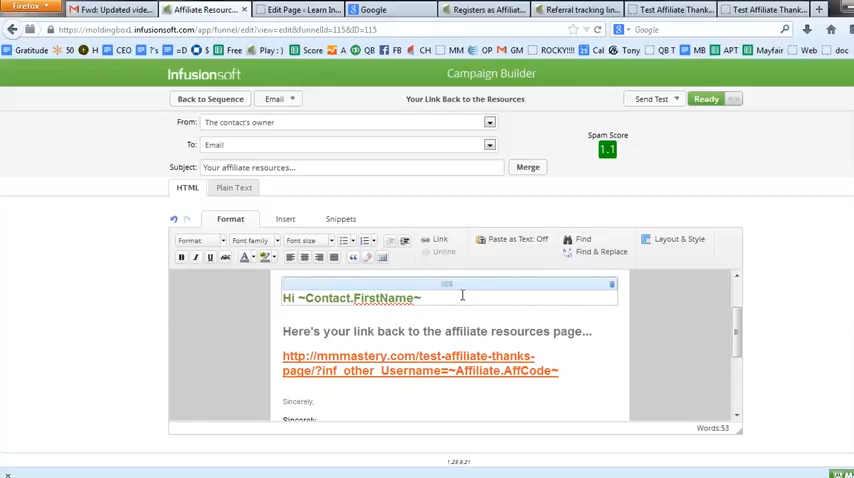 Firefox
Fwd: Updated video...
Affiliate Resourc...
Edit Page ‹ Learn In...
Google
Registers as Affiliat...
Referral tracking lin...
Test Affiliate Thank...
Test Affiliate Thank...
https://moldingbox1.infusionsoft.com/app/funnel/edit?view=edit&funnelId=115&ID=115
Google
Gratitude
50
EO
CEO
?'s
=D
$
Great
Play :)
Score
A
QB
FB
CH
MM
OP
GM
ROCKY!!!!
Cal
Tony
QB
MB
APT
Mayfair
Web
doc
Infusionsoft
Campaign Builder
Back to Sequence
Email
Your Link Back to the Resources
Send Test
Ready
From:
The contact's owner
To:
Email
Spam Score
1.1
Subject:
Your affiliate resources...
Merge
HTML
Plain Text
Format
Insert
Snippets
Format
Font family
Font size
Link
Unlink
Paste as Text: Off
Find
Find & Replace
Layout & Style
B I U ABC
A
Hi ~Contact.FirstName~
Here's your link back to the affiliate resources page...
http://mmmastery.com/test-affiliate-thanks-
page/?inf_other_Username=~Affiliate.AffCode~
Sincerely,
Sincerely
Words:53
1.29.9.21